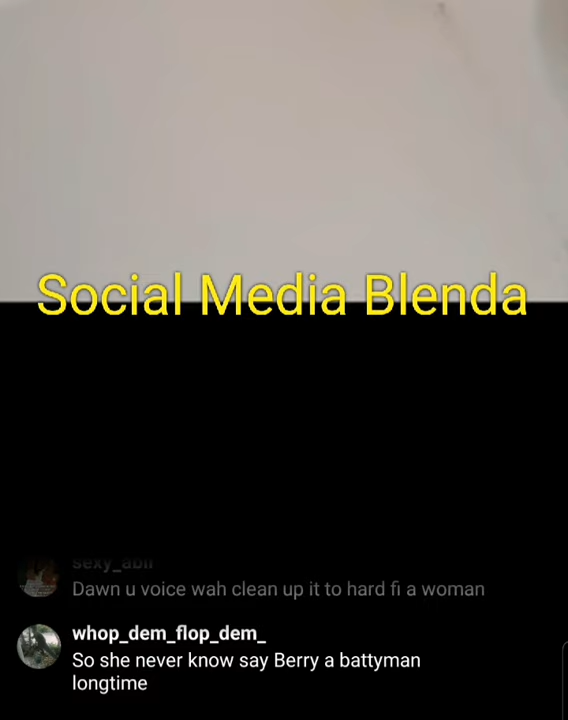 Social Media Blenda
sexy_abii
Dawn u voice wah clean up it to hard fi a woman
whop_dem_flop_dem_
So she never know say Berry a battyman
longtime